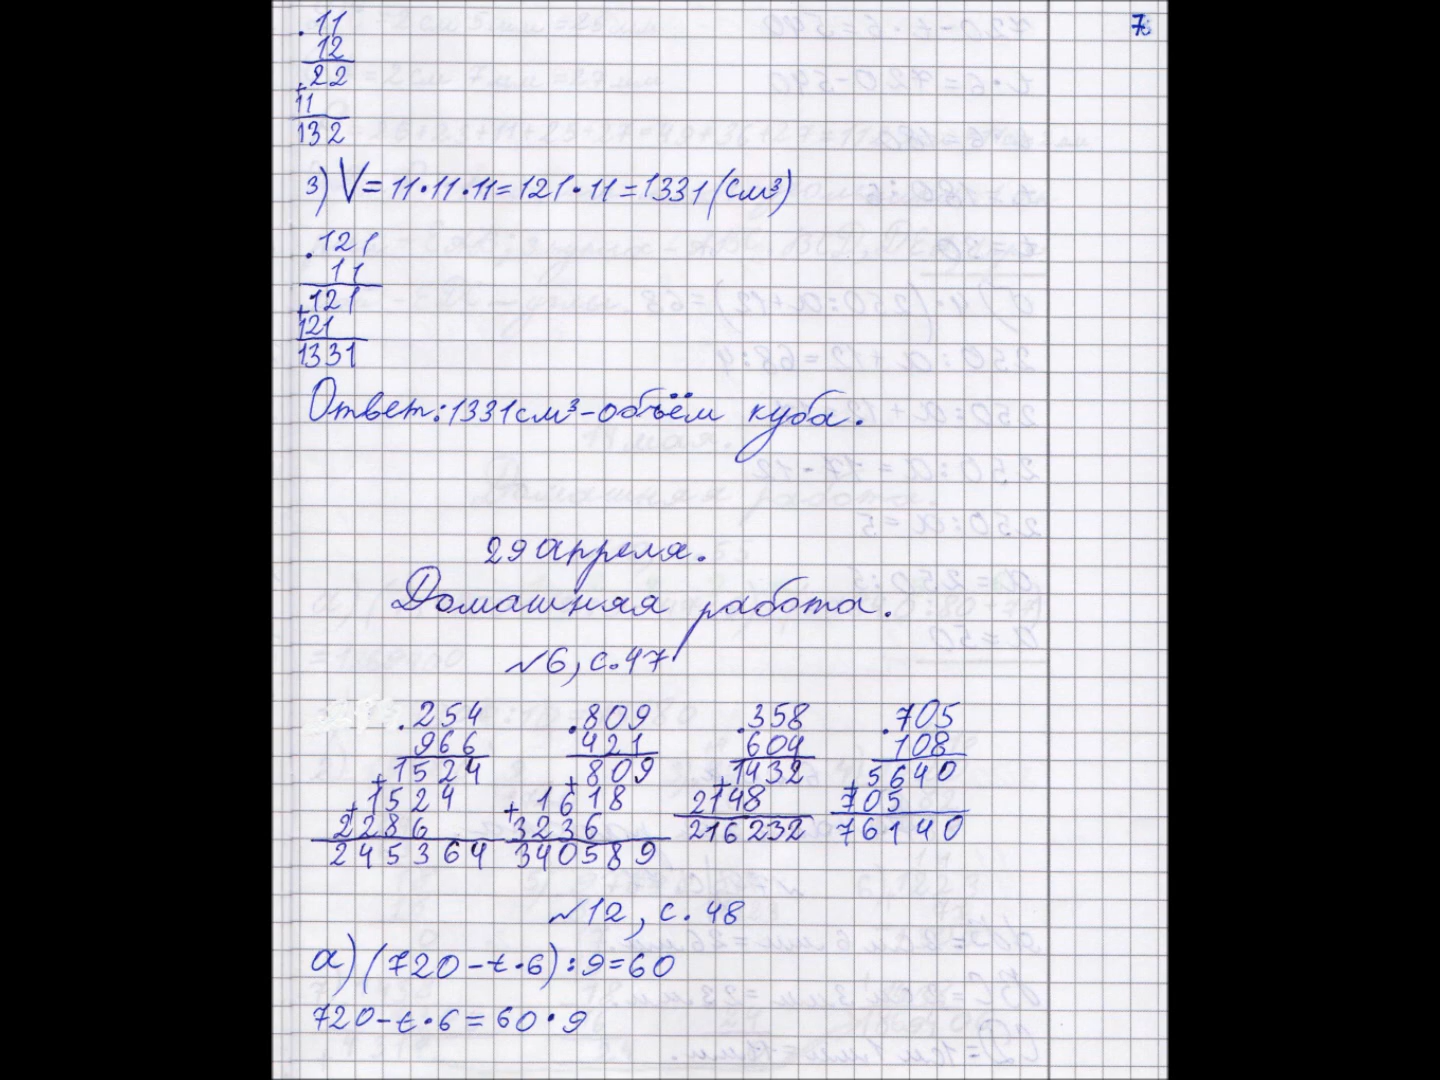 7
·11
12
+22
11
132
3) V=11·11·11=121·11=1331(см³)
·121
11
+121
121
1331
Ответ:1331см³-объём куба.
29 апреля.
Домашняя работа.
№6, с.47
·254 ·809 ·358 ·705
966 421 604 108
+1524 +809 +1432 +5640
+1524 +1618 2148 705
2286 3236 216232 76140
245364 340589
№12, с.48
а) (720-t·6):9=60
720-t·6=60·9